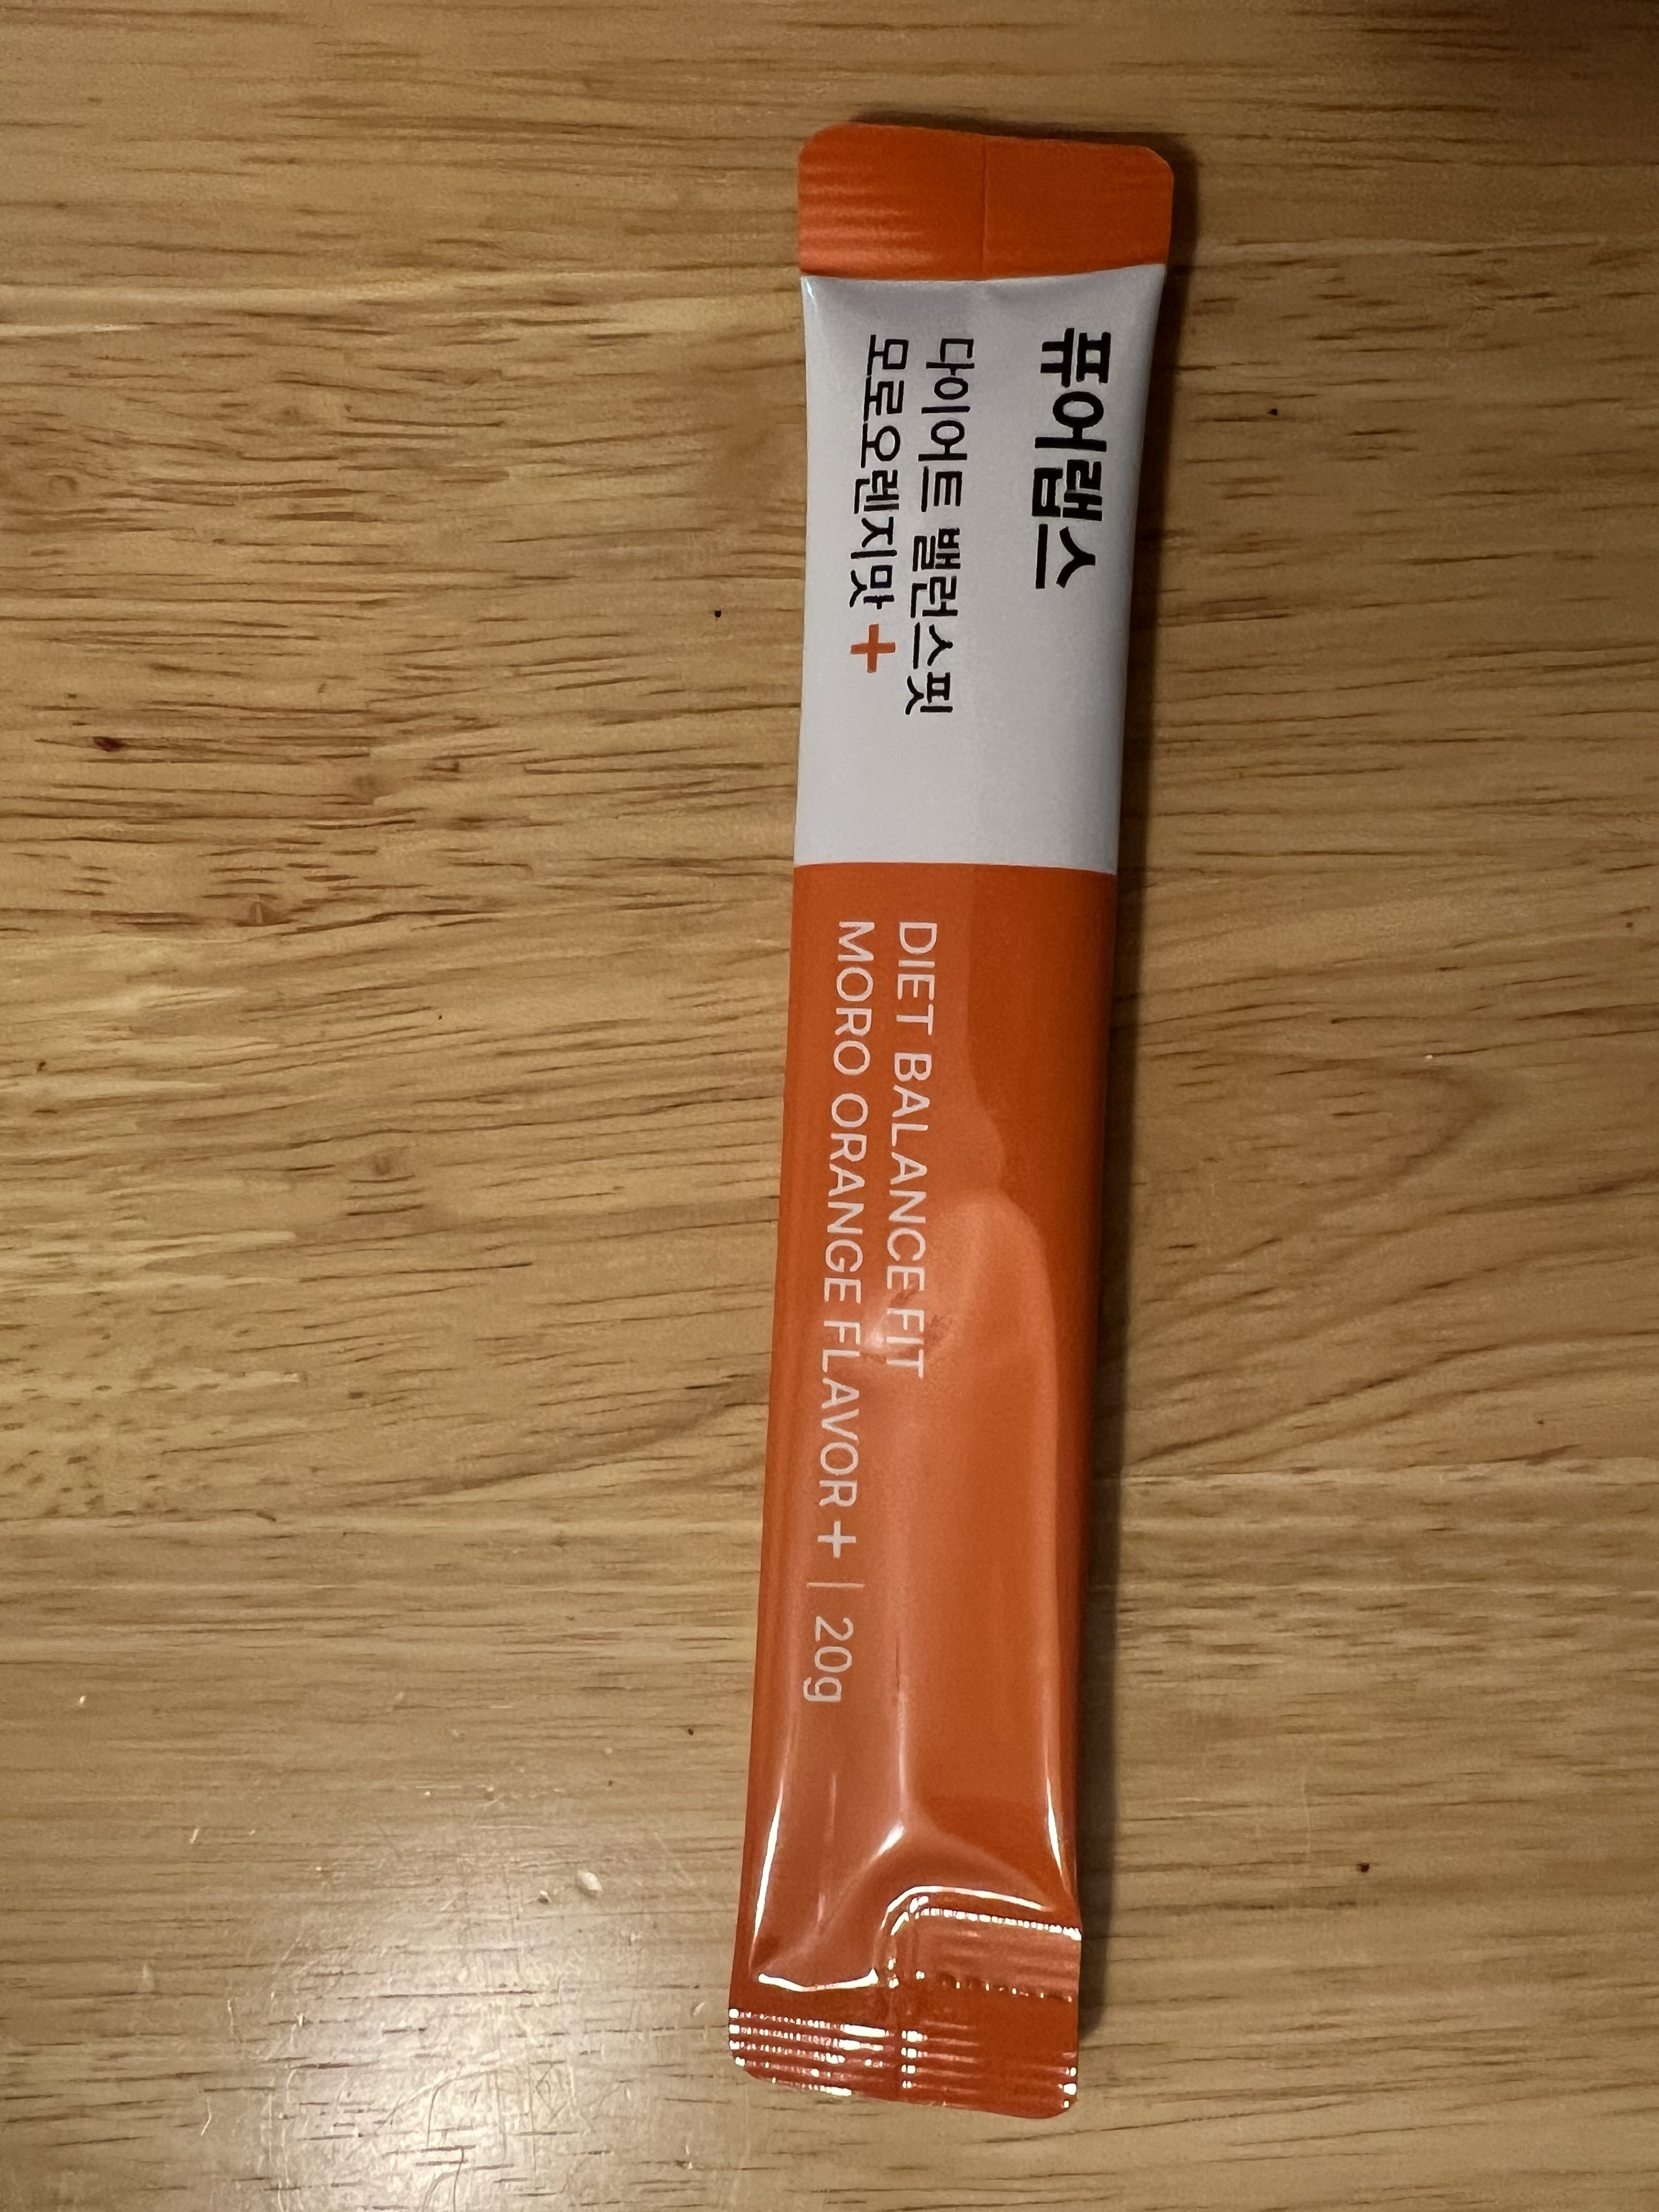 퓨어램스
다이어트 밸런스핏
모로오렌지맛 +
DIET BALANCE FIT
MORO ORANGE FLAVOR + | 20g